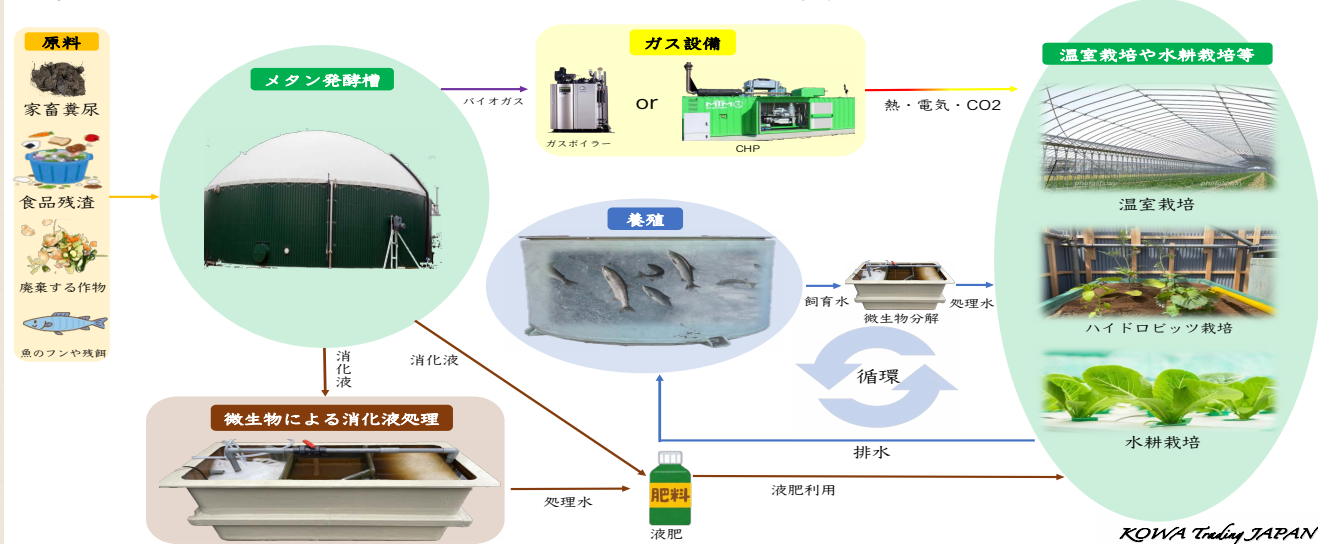 原料
家畜糞尿
食品残渣
廃棄する作物
魚のフンや残餌
メタン発酵槽
バイオガス
ガス設備
ガスボイラー
or
MTM
CHP
熱・電気・CO2
温室栽培や水耕栽培等
温室栽培
ハイドロビッツ栽培
水耕栽培
養殖
飼育水
微生物分解
処理水
循環
排水
消化液
消化液
微生物による消化液処理
処理水
肥料
液肥
液肥利用
KOWA Trading JAPAN